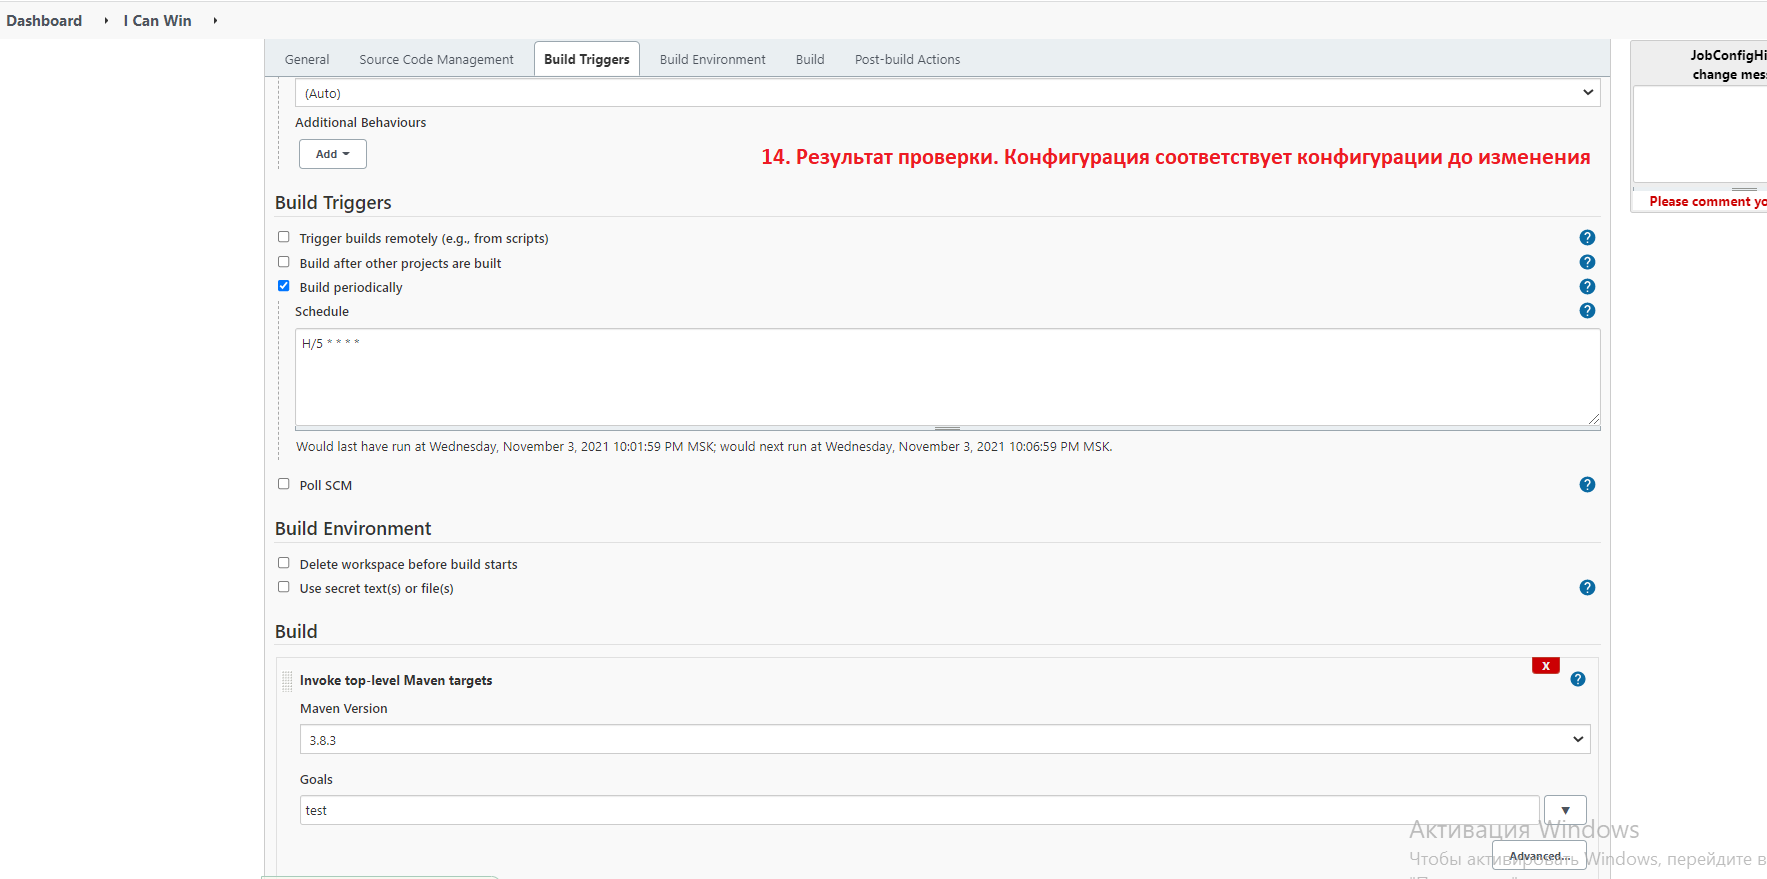 Dashboard ▸ I Can Win ▸
General Source Code Management Build Triggers Build Environment Build Post-build Actions
JobConfigHi
change mes
(Auto)
Additional Behaviours
Add
14. Результат проверки. Конфигурация соответствует конфигурации до изменения
Please comment yo
Build Triggers
Trigger builds remotely (e.g., from scripts)
Build after other projects are built
Build periodically
Schedule
H/5 * * * *
Would last have run at Wednesday, November 3, 2021 10:01:59 PM MSK; would next run at Wednesday, November 3, 2021 10:06:59 PM MSK.
Poll SCM
Build Environment
Delete workspace before build starts
Use secret text(s) or file(s)
Build
X
Invoke top-level Maven targets
Maven Version
3.8.3
Goals
test
Активация Windows
Advanced...
Чтобы активировать Windows, перейдите в